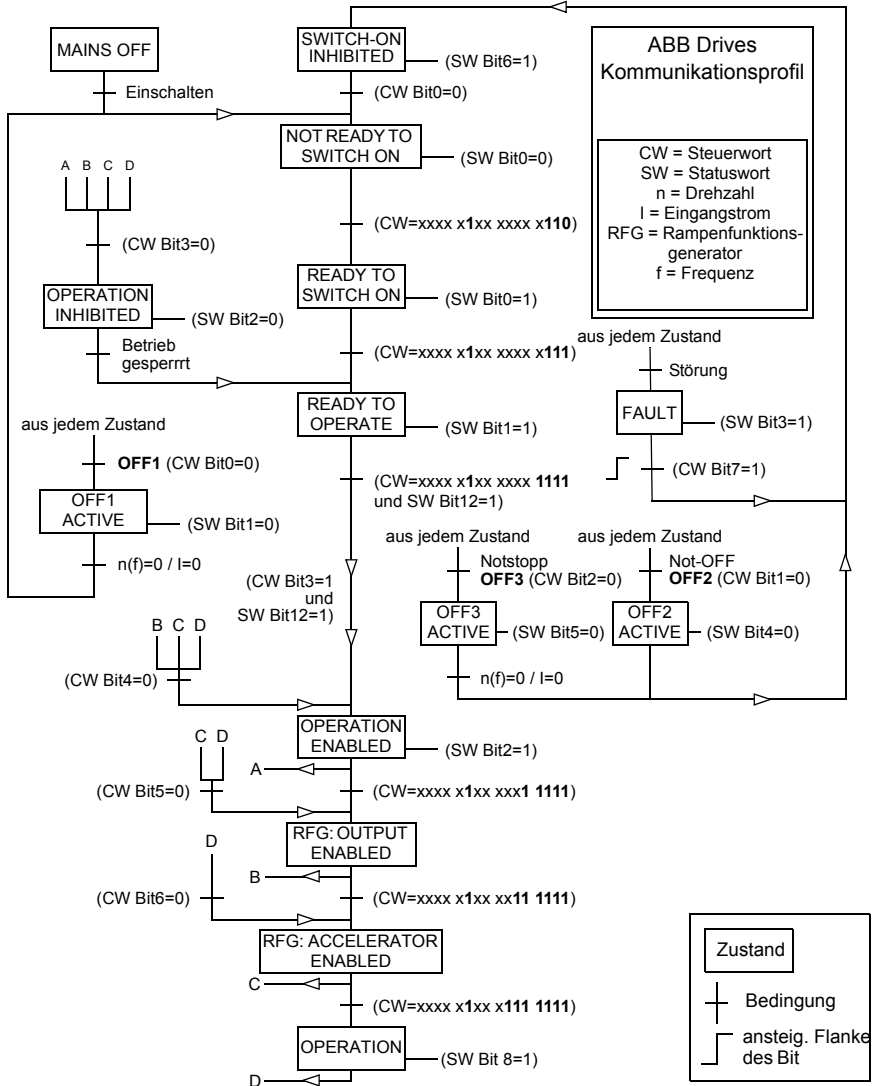 MAINS OFF
Einschalten
SWITCH-ON
INHIBITED
(SW Bit6=1)
(CW Bit0=0)
NOT READY TO
SWITCH ON
(SW Bit0=0)
A B C D
(CW Bit3=0)
OPERATION
INHIBITED
(SW Bit2=0)
Betrieb
gesperrrt
(CW=xxxx x1xx xxxx x110)
READY TO
SWITCH ON
(SW Bit0=1)
(CW=xxxx x1xx xxxx x111)
READY TO
OPERATE
(SW Bit1=1)
(CW=xxxx x1xx xxxx 1111
und SW Bit12=1)
ABB Drives
Kommunikationsprofil
CW = Steuerwort
SW = Statuswort
n = Drehzahl
I = Eingangstrom
RFG = Rampenfunktions-
generator
f = Frequenz
aus jedem Zustand
Störung
FAULT
(SW Bit3=1)
(CW Bit7=1)
aus jedem Zustand
OFF1 (CW Bit0=0)
OFF1
ACTIVE
(SW Bit1=0)
n(f)=0 / I=0
(CW Bit3=1
und
SW Bit12=1)
aus jedem Zustand
Notstopp
OFF3 (CW Bit2=0)
OFF3
ACTIVE
(SW Bit5=0)
n(f)=0 / I=0
aus jedem Zustand
Not-OFF
OFF2 (CW Bit1=0)
OFF2
ACTIVE
(SW Bit4=0)
B C D
(CW Bit4=0)
OPERATION
ENABLED
(SW Bit2=1)
A
C D
(CW Bit5=0)
(CW=xxxx x1xx xxx1 1111)
RFG: OUTPUT
ENABLED
B
D
(CW Bit6=0)
(CW=xxxx x1xx xx11 1111)
RFG: ACCELERATOR
ENABLED
C
(CW=xxxx x1xx x111 1111)
OPERATION
(SW Bit 8=1)
D
Zustand
Bedingung
ansteig. Flanke
des Bit